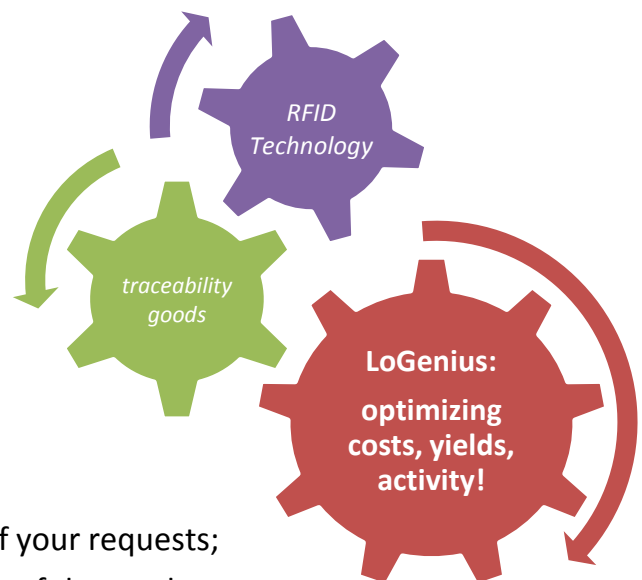 RFID
Technology
traceability
goods
LoGenius:
optimizing
costs, yields,
activity!
your requests;